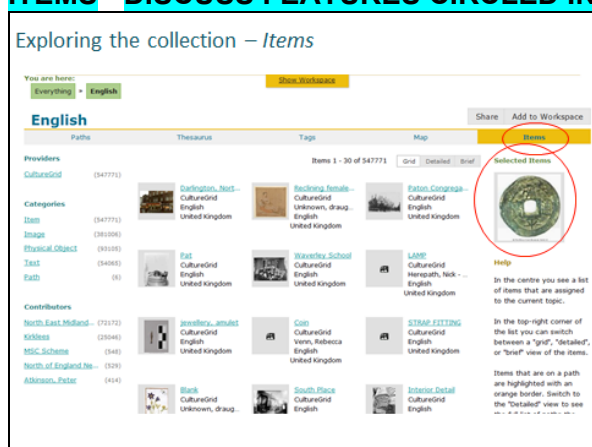 ITEMS - DISCUSS FEATURES CIRCLED IN
Exploring the collection – Items
You are here:
Everything » English
Show Workspace
English
Share Add to Workspace
Paths Thesaurus Tags Map Items
Providers
CultureGrid (547771)
Categories
Item (547771)
Image (381008)
Physical Object (93105)
Text (54065)
Path (6)
Contributors
North East Midland... (72172)
Kirklees (25046)
MSC Scheme (548)
North of England Ne... (529)
Atkinson, Peter (414)
Items 1 - 30 of 547771 Grid Detailed Brief
Darlington, Nort...
CultureGrid
English
United Kingdom
Reclining female...
CultureGrid
Unknown, draug...
English
United Kingdom
Paton Congrega...
CultureGrid
English
United Kingdom
Pat
CultureGrid
English
United Kingdom
Waverley School
CultureGrid
English
United Kingdom
LAMP
CultureGrid
Herepath, Nick - ...
English
United Kingdom
jewellery, amulet
CultureGrid
English
United Kingdom
Coin
CultureGrid
Venn, Rebecca
English
United Kingdom
STRAP FITTING
CultureGrid
English
United Kingdom
Blank
CultureGrid
Unknown, draug...
South Place
CultureGrid
English
Interior Detail
CultureGrid
English
Selected Items
Help
In the centre you see a list
of items that are assigned
to the current topic.
In the top-right corner of
the list you can switch
between a "grid", "detailed",
or "brief" view of the items.
Items that are on a path
are highlighted with an
orange border. Switch to
the "Detailed" view to see